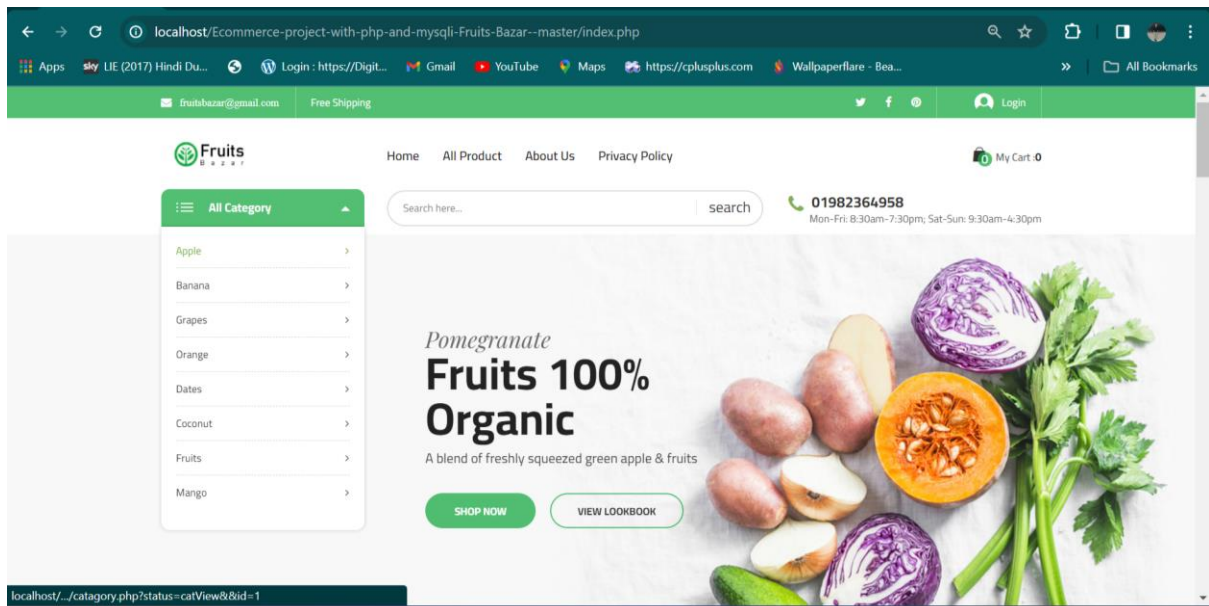 localhost/Ecommerce-project-with-php-and-mysqli-Fruits-Bazar--master/index.php
Apps
sky LIE (2017) Hindi Du...
Login : https://Digit...
Gmail
YouTube
Maps
https://cplusplus.com
Wallpaperflare - Bea...
»
All Bookmarks
fruitsbazar@gmail.com
Free Shipping
Login
Fruits
Bazar
Home
All Product
About Us
Privacy Policy
0
My Cart :0
All Category
Search here...
search
01982364958
Mon-Fri: 8:30am-7:30pm; Sat-Sun: 9:30am-4:30pm
Apple
Banana
Grapes
Orange
Dates
Coconut
Fruits
Mango
Pomegranate
Fruits 100%
Organic
A blend of freshly squeezed green apple & fruits
SHOP NOW
VIEW LOOKBOOK
localhost/.../catagory.php?status=catView&&id=1